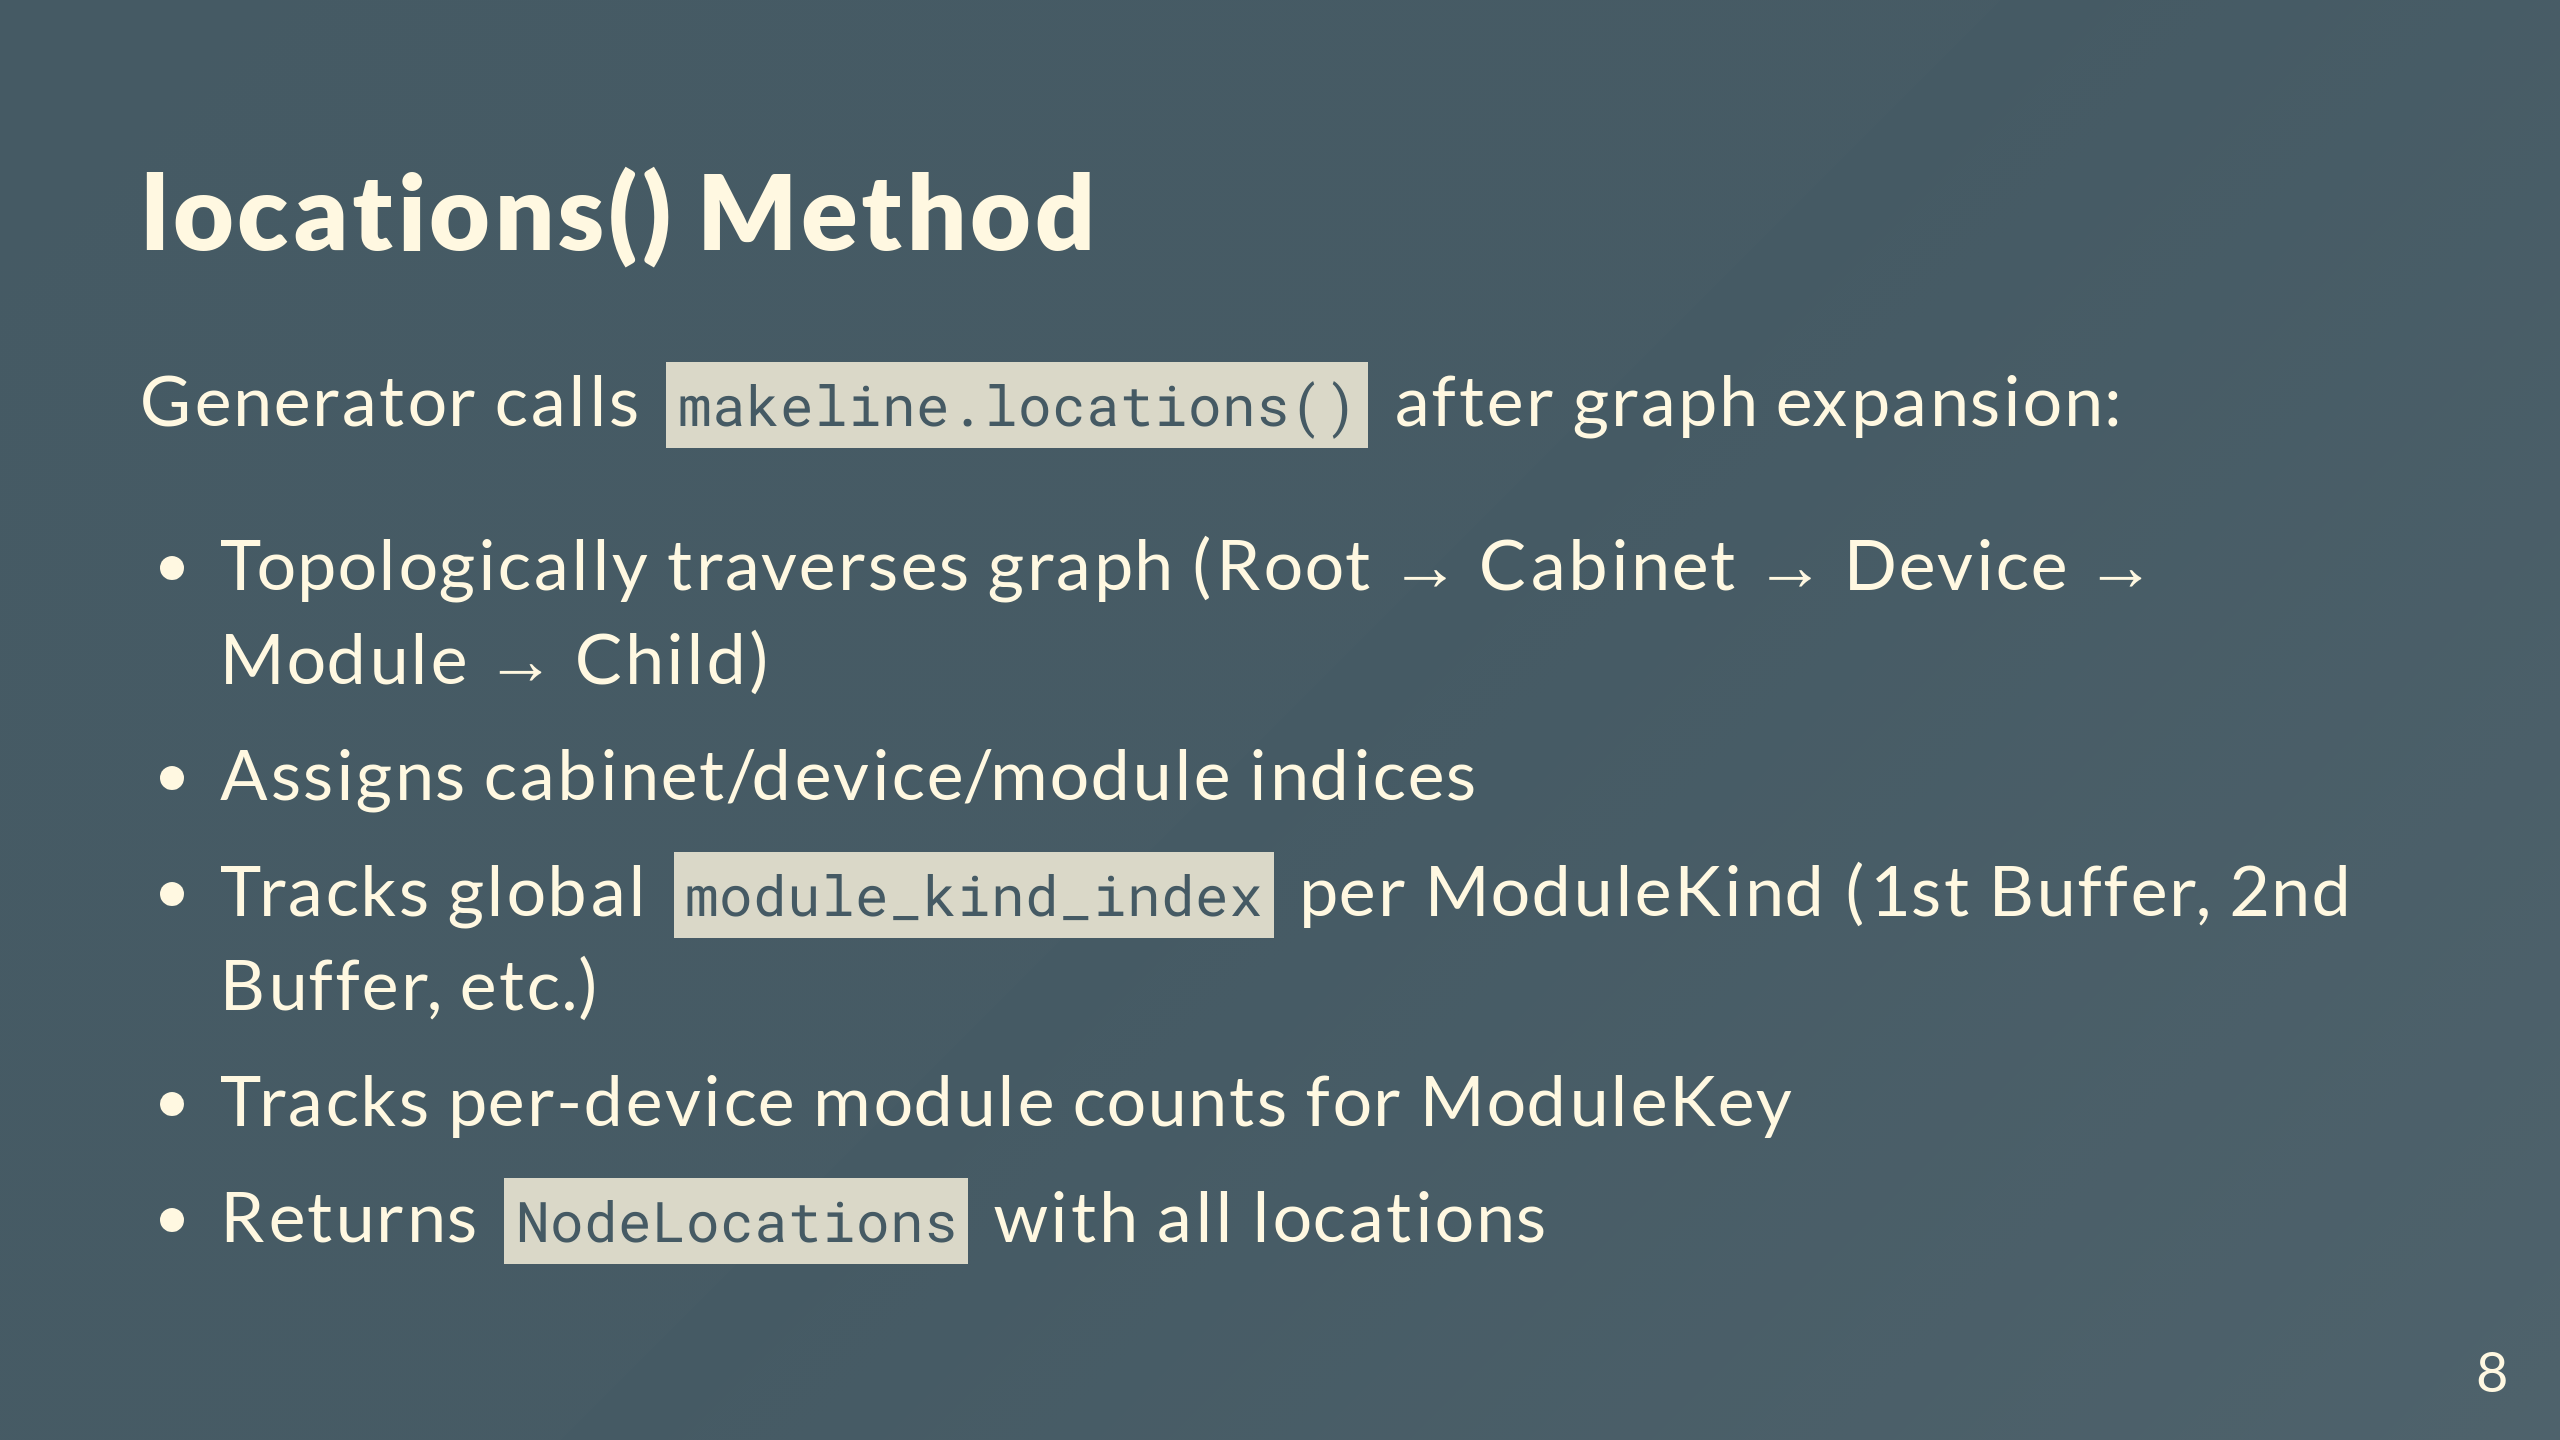 locations() Method
Generator calls makeline.locations() after graph expansion:
• Topologically traverses graph (Root → Cabinet → Device →
Module → Child)
• Assigns cabinet/device/module indices
• Tracks global module_kind_index per ModuleKind (1st Buffer, 2nd
Buffer, etc.)
• Tracks per-device module counts for ModuleKey
• Returns NodeLocations with all locations
8